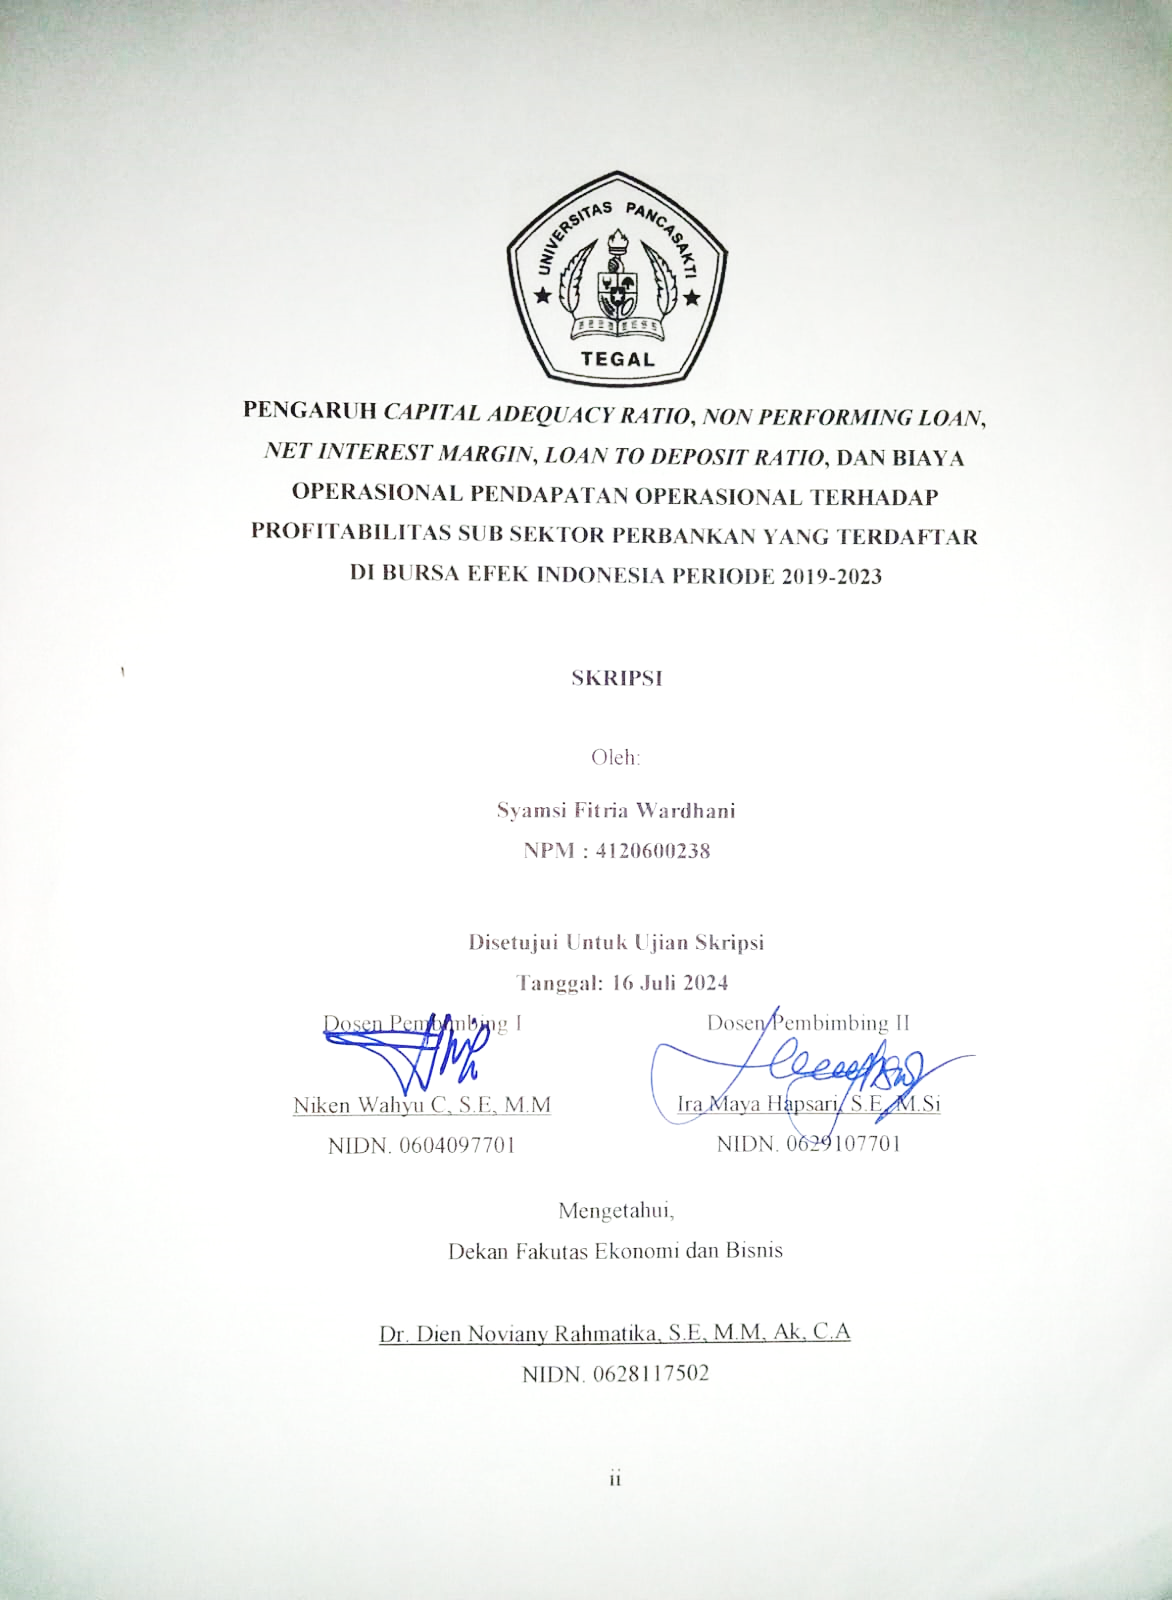 UNIVERSITAS PANCASAKTI
TEGAL
PENGARUH CAPITAL ADEQUACY RATIO, NON PERFORMING LOAN,
NET INTEREST MARGIN, LOAN TO DEPOSIT RATIO, DAN BIAYA
OPERASIONAL PENDAPATAN OPERASIONAL TERHADAP
PROFITABILITAS SUB SEKTOR PERBANKAN YANG TERDAFTAR
DI BURSA EFEK INDONESIA PERIODE 2019-2023
SKRIPSI
Oleh:
Syamsi Fitria Wardhani
NPM : 4120600238
Disetujui Untuk Ujian Skripsi
Tanggal: 16 Juli 2024
Dosen Pembimbing I Dosen Pembimbing II
Niken Wahyu C, S.E, M.M Ira Maya Hapsari, S.E, M.Si
NIDN. 0604097701 NIDN. 0629107701
Mengetahui,
Dekan Fakutas Ekonomi dan Bisnis
Dr. Dien Noviany Rahmatika, S.E, M.M, Ak, C.A
NIDN. 0628117502
ii